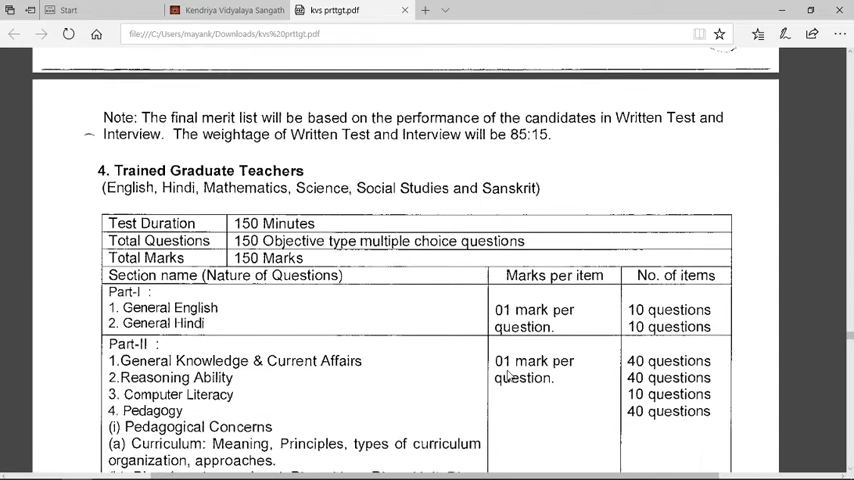 Start
Kendriya Vidyalaya Sangath
kvs prttgt.pdf
file:///C:/Users/mayank/Downloads/kvs%20prttgt.pdf
Note: The final merit list will be based on the performance of the candidates in Written Test and
Interview. The weightage of Written Test and Interview will be 85:15.
4. Trained Graduate Teachers
(English, Hindi, Mathematics, Science, Social Studies and Sanskrit)
Test Duration 150 Minutes
Total Questions 150 Objective type multiple choice questions
Total Marks 150 Marks
Section name (Nature of Questions) Marks per item No. of items
Part-I :
1. General English 01 mark per 10 questions
2. General Hindi question. 10 questions
Part-II :
1.General Knowledge & Current Affairs 01 mark per 40 questions
2.Reasoning Ability question. 40 questions
3. Computer Literacy 10 questions
4. Pedagogy 40 questions
(i) Pedagogical Concerns
(a) Curriculum: Meaning, Principles, types of curriculum
organization, approaches.